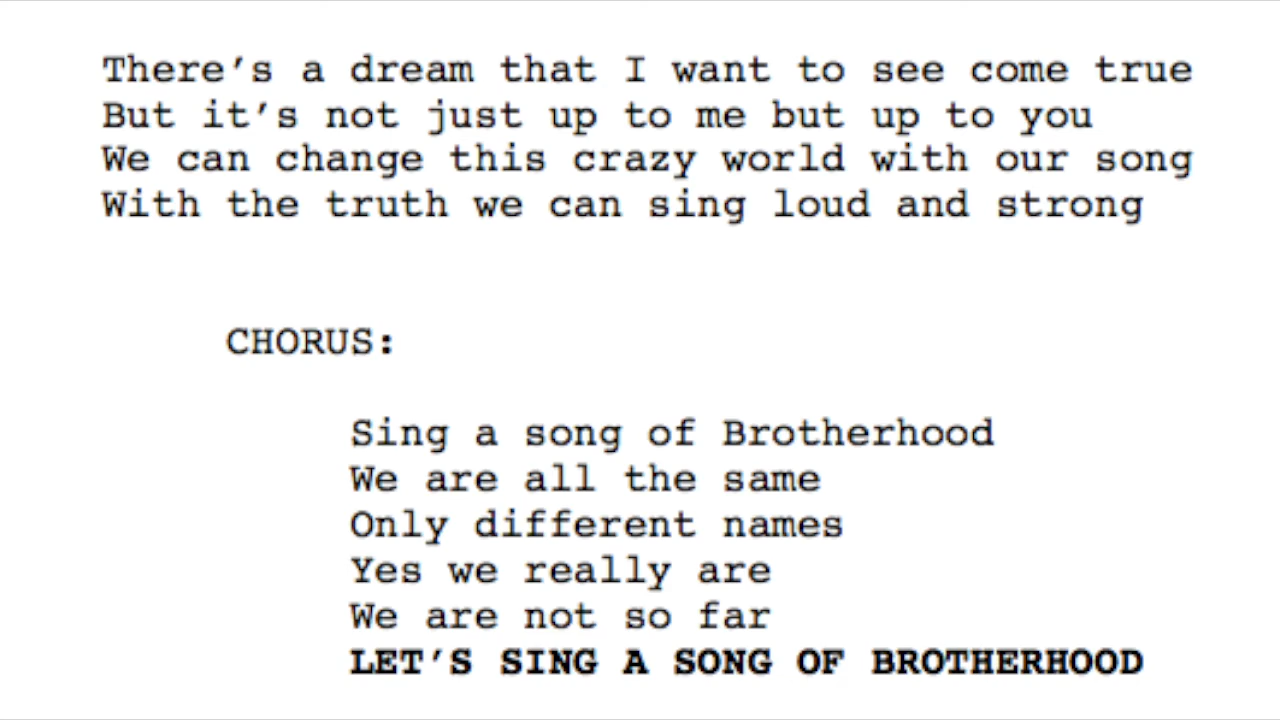 There’s a dream that I want to see come true
But it’s not just up to me but up to you
We can change this crazy world with our song
With the truth we can sing loud and strong
CHORUS:
Sing a song of Brotherhood
We are all the same
Only different names
Yes we really are
We are not so far
LET’S SING A SONG OF BROTHERHOOD